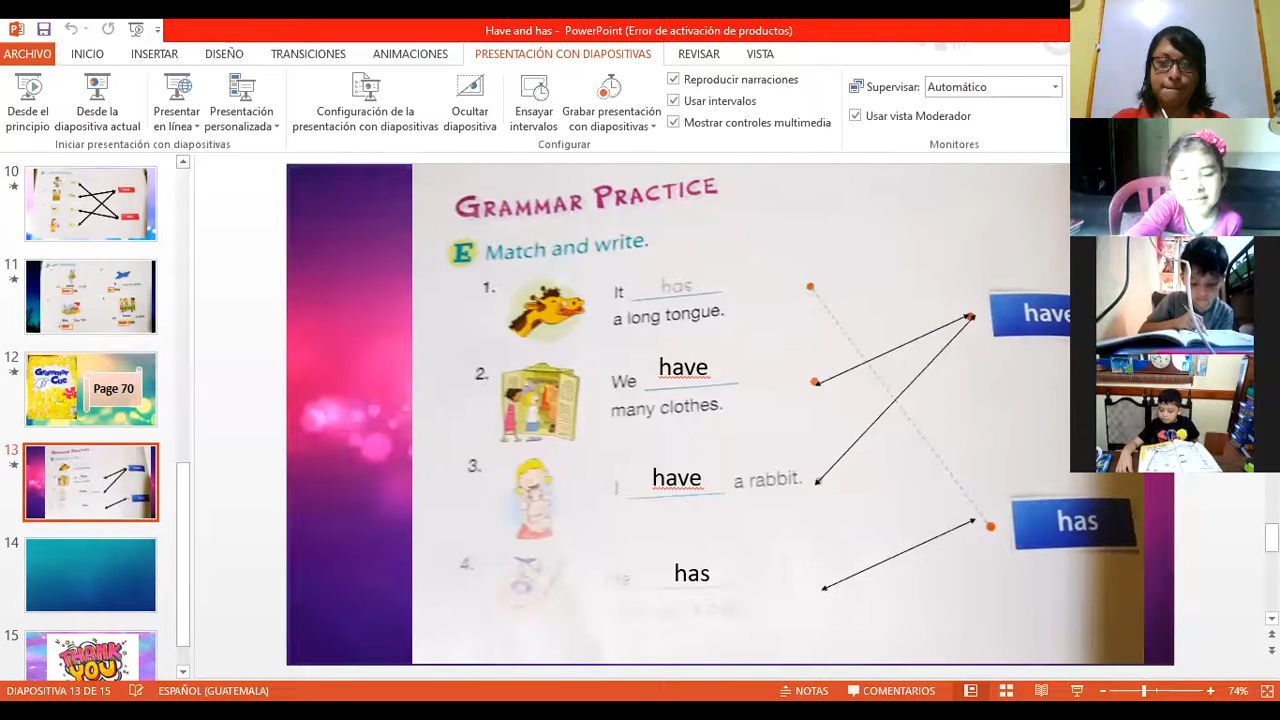 Have and has - PowerPoint (Error de activación de productos)
ARCHIVO INICIO INSERTAR DISEÑO TRANSICIONES ANIMACIONES PRESENTACIÓN CON DIAPOSITIVAS REVISAR VISTA
Desde el principio
Desde la diapositiva actual
Presentar en línea
Presentación personalizada
Iniciar presentación con diapositivas
Configuración de la presentación con diapositivas
Ocultar diapositiva
Ensayar intervalos
Grabar presentación con diapositivas
Reproducir narraciones
Usar intervalos
Mostrar controles multimedia
Configurar
Supervisar: Automático
Usar vista Moderador
Monitores
10
11
12
Grammar Cue
Page 70
13
GRAMMAR PRACTICE
14
15
THANK YOU
GRAMMAR PRACTICE
E Match and write.
1. It has
a long tongue.
2. We have
many clothes.
3. I have a rabbit.
4. He has
have
has
DIAPOSITIVA 13 DE 15 ESPAÑOL (GUATEMALA) NOTAS COMENTARIOS 74%